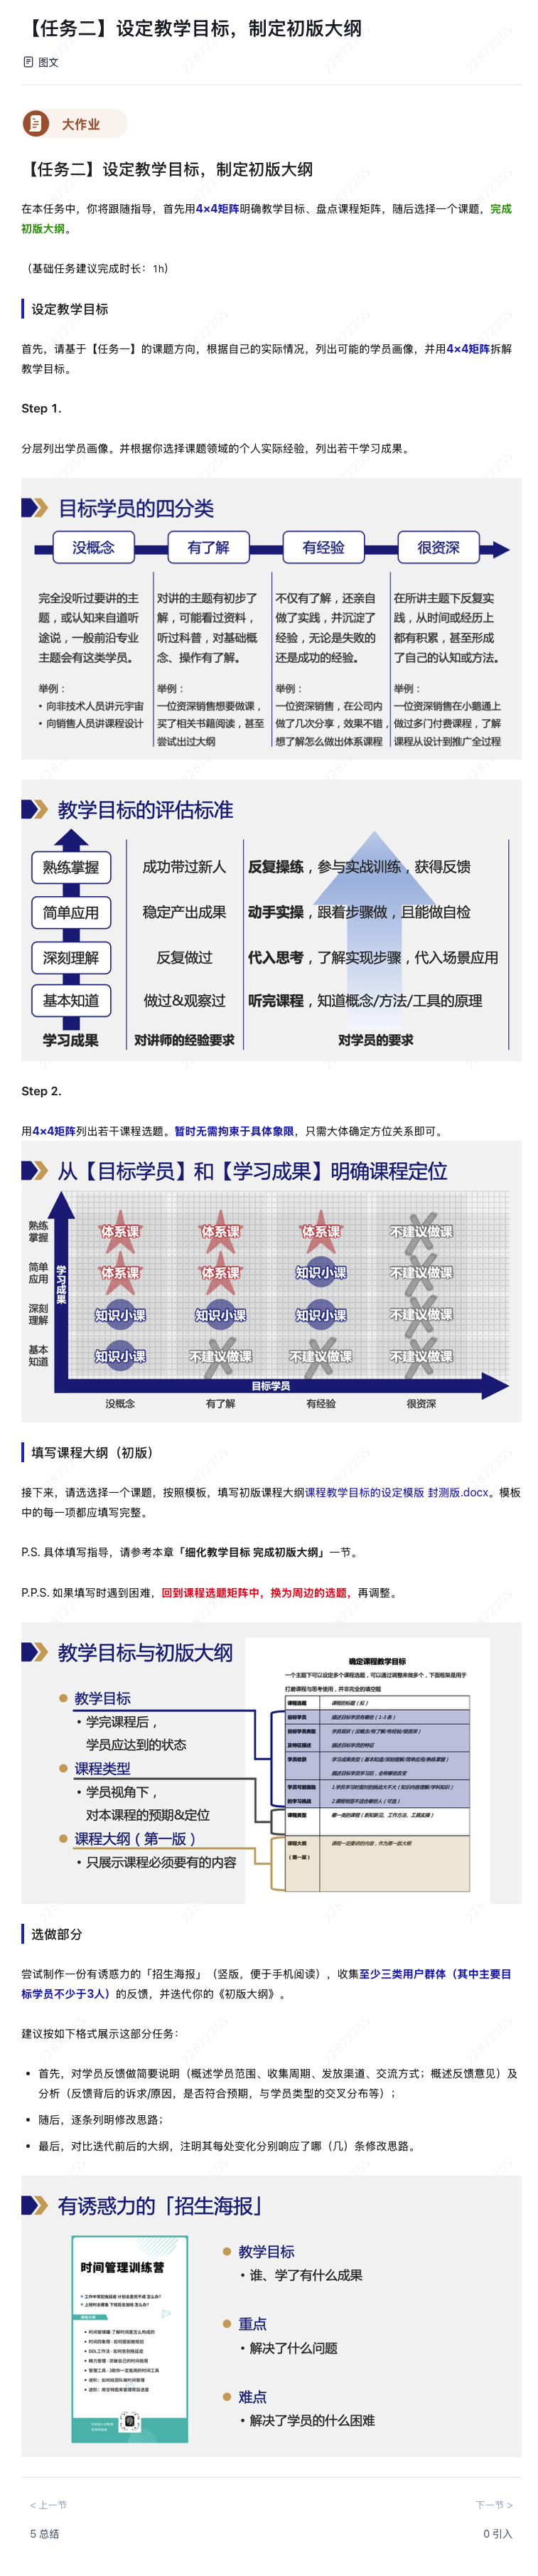 【任务二】设定教学目标，制定初版大纲
图文
大作业
【任务二】设定教学目标，制定初版大纲
在本任务中，你将跟随指导，首先用4×4矩阵明确教学目标、盘点课程矩阵，随后选择一个课题，完成
初版大纲。
（基础任务建议完成时长：1h）
设定教学目标
首先，请基于【任务一】的课题方向，根据自己的实际情况，列出可能的学员画像，并用4×4矩阵拆解
教学目标。
Step 1.
分层列出学员画像。并根据你选择课题领域的个人实际经验，列出若干学习成果。
目标学员的四分类
没概念 有了解 有经验 很资深
完全没听过要讲的主
题，或认知来自道听
途说，一般前沿专业
主题会有这类学员。
举例：
• 向非技术人员讲元宇宙
• 向销售人员讲课程设计
对讲的主题有初步了
解，可能看过资料，
听过科普，对基础概
念、操作有了解。
举例：
一位资深销售想要做课，
买了相关书籍阅读，甚至
尝试出过大纲
不仅有了解，还亲自
做了实践，并沉淀了
经验，无论是失败的
还是成功的经验。
举例：
一位资深销售，在公司内
做了几次分享，效果不错，
想了解怎么做出体系课程
在所讲主题下反复实
践，从时间或经历上
都有积累，甚至形成
了自己的认知或方法。
举例：
一位资深销售在小鹅通上
做过多门付费课程，了解
课程从设计到推广全过程
教学目标的评估标准
熟练掌握 成功带过新人 反复操练，参与实战训练，获得反馈
简单应用 稳定产出成果 动手实操，跟着步骤做，且能做自检
深刻理解 反复做过 代入思考，了解实现步骤，代入场景应用
基本知道 做过&观察过 听完课程，知道概念/方法/工具的原理
学习成果 对讲师的经验要求 对学员的要求
Step 2.
用4×4矩阵列出若干课程选题。暂时无需拘束于具体象限，只需大体确定方位关系即可。
从【目标学员】和【学习成果】明确课程定位
学习成果
熟练掌握 体系课 体系课 体系课 不建议做课
简单应用 体系课 体系课 知识小课 不建议做课
深刻理解 知识小课 知识小课 知识小课 不建议做课
基本知道 知识小课 不建议做课 不建议做课 不建议做课
目标学员
没概念 有了解 有经验 很资深
填写课程大纲（初版）
接下来，请选选择一个课题，按照模板，填写初版课程大纲课程教学目标的设定模版 封测版.docx。模板
中的每一项都应填写完整。
P.S. 具体填写指导，请参考本章「细化教学目标 完成初版大纲」一节。
P.P.S. 如果填写时遇到困难，回到课程选题矩阵中，换为周边的选题，再调整。
教学目标与初版大纲
教学目标
• 学完课程后，
学员应达到的状态
课程类型
• 学员视角下，
对本课程的预期&定位
课程大纲（第一版）
• 只展示课程必须要有的内容
确定课程教学目标
一个主题下可以设定多个课程选题，可以通过调整来做多个，下面框架是用于
打磨课程与思考使用，并非完全的填空题
课程选题 课程的标题（拟）
目标学员 描述目标学员有哪些（1-3 条）
目标学员类型
及特征描述
学员现状（没概念/有了解/有经验/很资深）
描述目标学员的特征
学员收获 学习成果类型（基本知道/深刻理解/简单应用/熟练掌握）
描述目标学员学习后，会有哪些改变
学员可能面临
的学习挑战
1.学员学习时面对的挑战大不大（知识内容理解/学科知识）
2.课程难题不适合哪些人（可选）
课程类型 哪一类的课程（新知新见、工作方法、工具实操）
课程大纲
（第一版）
课程一定要讲的内容，作为第一版大纲
选做部分
尝试制作一份有诱惑力的「招生海报」（竖版，便于手机阅读），收集至少三类用户群体（其中主要目
标学员不少于3人）的反馈，并迭代你的《初版大纲》。
建议按如下格式展示这部分任务：
• 首先，对学员反馈做简要说明（概述学员范围、收集周期、发放渠道、交流方式；概述反馈意见）及
分析（反馈背后的诉求/原因，是否符合预期，与学员类型的交叉分布等）；
• 随后，逐条列明修改思路；
• 最后，对比迭代前后的大纲，注明其每处变化分别响应了哪（几）条修改思路。
有诱惑力的「招生海报」
时间管理训练营
教学目标
• 谁、学了有什么成果
重点
• 解决了什么问题
难点
• 解决了学员的什么困难
< 上一节
下一节 >
5 总结
0 引入
22872255